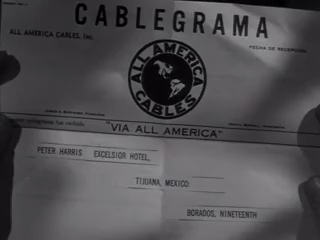 CABLEGRAMA
ALL AMERICA CABLES, Inc.
FECHA DE RECEPCION
ALL AMERICA
CABLES
"VIA ALL AMERICA"
PETER HARRIS EXCELSIOR HOTEL,
TIJUANA, MEXICO:
BORADOS, NINETEENTH